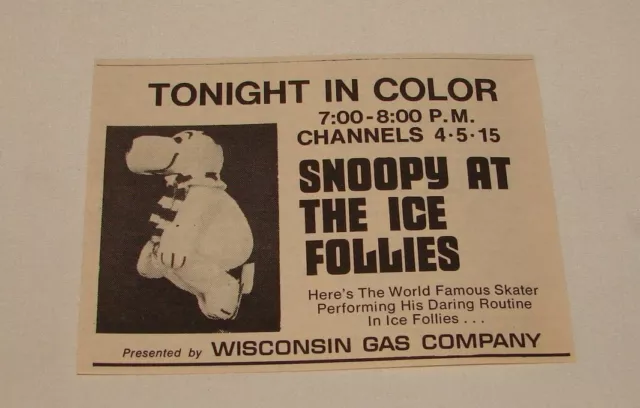 TONIGHT IN COLOR
7:00-8:00 P.M.
CHANNELS 4·5·15
SNOOPY AT
THE ICE
FOLLIES
Here's The World Famous Skater
Performing His Daring Routine
In Ice Follies . . .
Presented by WISCONSIN GAS COMPANY